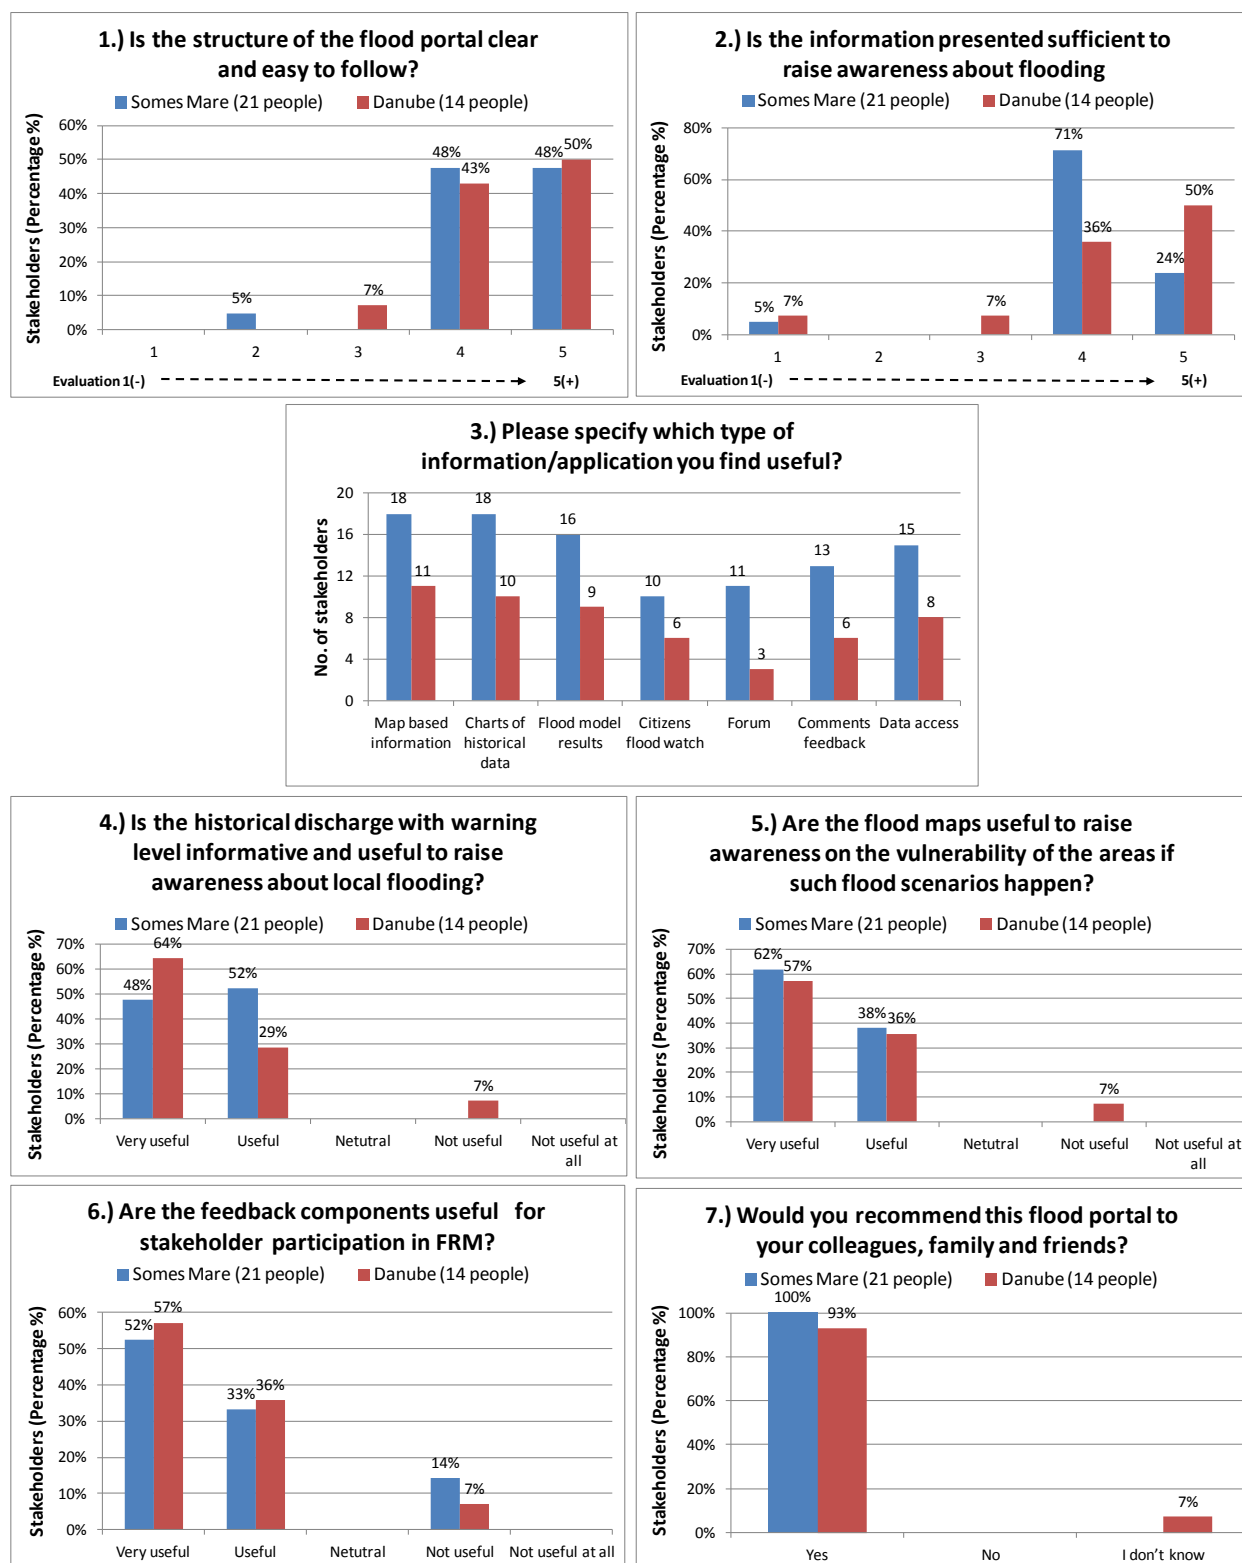 1.) Is the structure of the flood portal clear
and easy to follow?
Somes Mare (21 people) Danube (14 people)
Stakeholders (Percentage %)
60%
50%
40%
30%
20%
10%
0%
5%
7%
48%
43%
48%
50%
1 2 3 4 5
Evaluation 1(-) 5(+)
2.) Is the information presented sufficient to
raise awareness about flooding
Somes Mare (21 people) Danube (14 people)
Stakeholders (Percentage %)
80%
60%
40%
20%
0%
5%
7%
7%
71%
36%
24%
50%
1 2 3 4 5
Evaluation 1(-) 5(+)
3.) Please specify which type of
information/application you find useful?
No. of stakeholders
20
16
12
8
4
0
18
11
18
10
16
9
10
6
11
3
13
6
15
8
Map based Charts of Flood model Citizens Forum Comments Data access
information historical results flood watch feedback
data
4.) Is the historical discharge with warning
level informative and useful to raise
awareness about local flooding?
Somes Mare (21 people) Danube (14 people)
Stakeholders (Percentage %)
70%
60%
50%
40%
30%
20%
10%
0%
48%
64%
52%
29%
7%
Very useful Useful Netutral Not useful Not useful at
all
5.) Are the flood maps useful to raise
awareness on the vulnerability of the areas if
such flood scenarios happen?
Somes Mare (21 people) Danube (14 people)
Stakeholders (Percentage %)
70%
60%
50%
40%
30%
20%
10%
0%
62%
57%
38%
36%
7%
Very useful Useful Netutral Not useful Not useful at
all
6.) Are the feedback components useful for
stakeholder participation in FRM?
Somes Mare (21 people) Danube (14 people)
Stakeholders (Percentage %)
60%
50%
40%
30%
20%
10%
0%
52%
57%
33%
36%
14%
7%
Very useful Useful Netutral Not useful Not useful at all
7.) Would you recommend this flood portal to
your colleagues, family and friends?
Somes Mare (21 people) Danube (14 people)
Stakeholders (Percentage %)
100%
80%
60%
40%
20%
0%
100%
93%
7%
Yes No I don't know